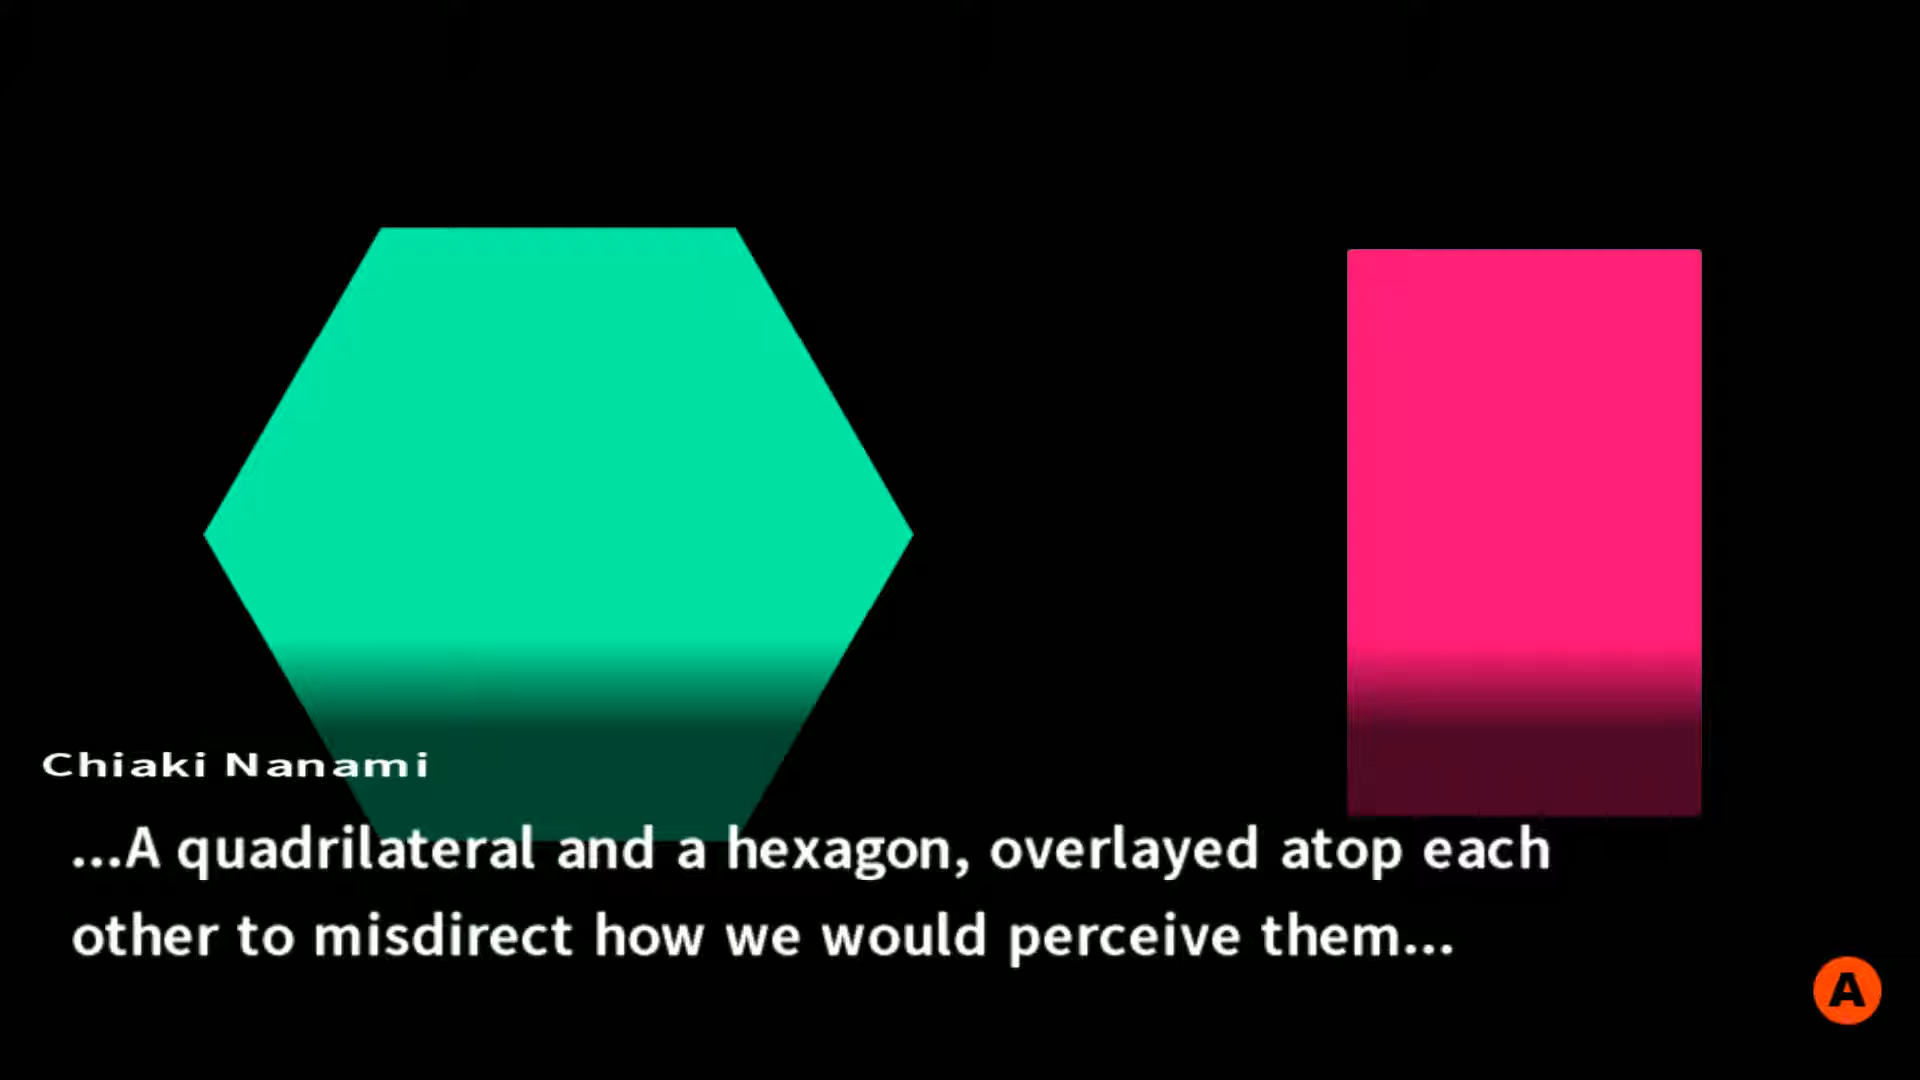 Chiaki Nanami
...A quadrilateral and a hexagon, overlayed atop each
other to misdirect how we would perceive them...
A